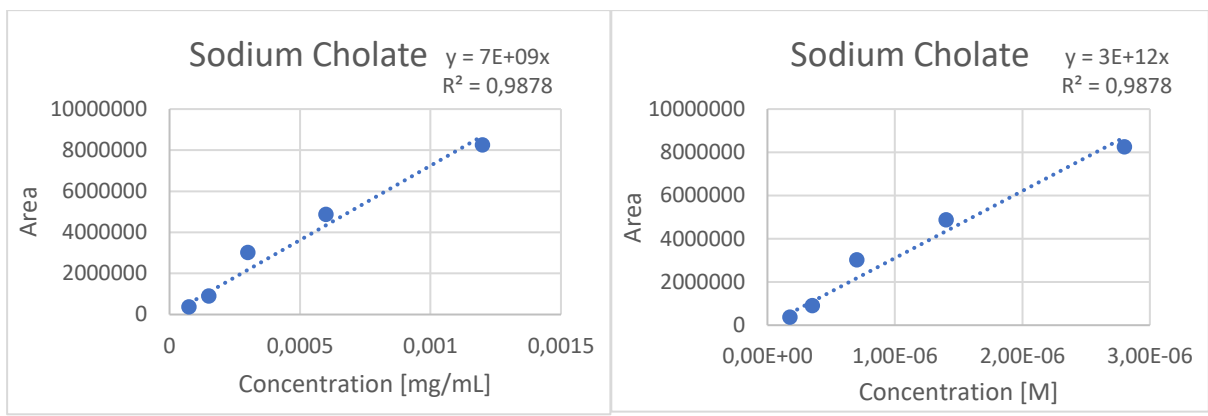 Sodium Cholate
y = 7E+09x
R² = 0,9878
10000000
8000000
6000000
4000000
2000000
0
Area
0
0,0005
0,001
0,0015
Concentration [mg/mL]
Sodium Cholate
y = 3E+12x
R² = 0,9878
10000000
8000000
6000000
4000000
2000000
0
Area
0,00E+00
1,00E-06
2,00E-06
3,00E-06
Concentration [M]